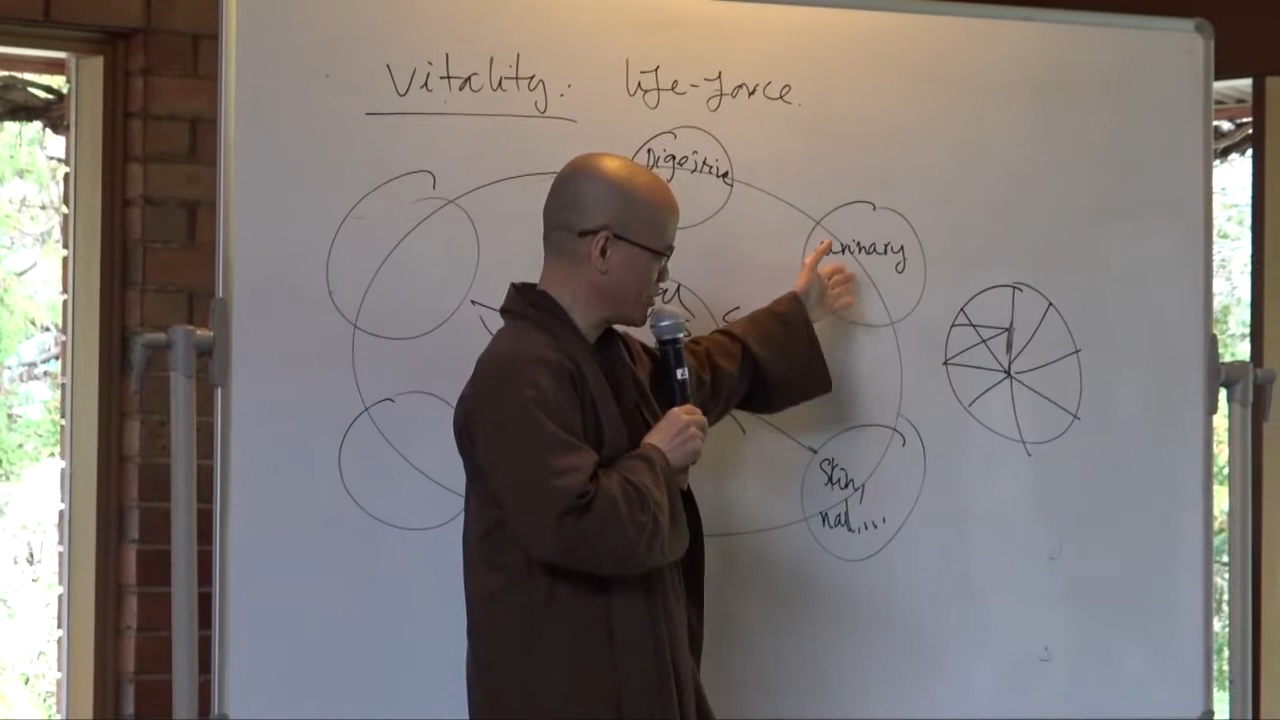 Vitality: life-force.
Digestive
urinary
Skin,
nail,...